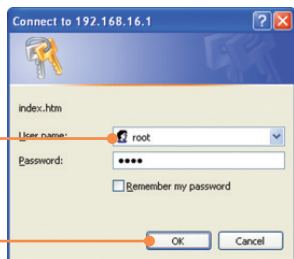 Connect to 192.168.16.1
index.htm
User name:
root
Password:
••••
Remember my password
OK
Cancel